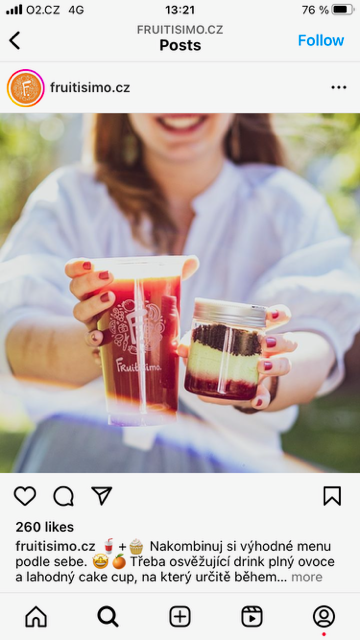 O2.CZ 4G 13:21 76 %
FRUITISIMO.CZ
Posts Follow
fruitisimo.cz
Fruitisimo.
260 likes
fruitisimo.cz 🥤+🧁 Nakombinuj si výhodné menu
podle sebe. 🤩🍊 Třeba osvěžující drink plný ovoce
a lahodný cake cup, na který určitě během... more